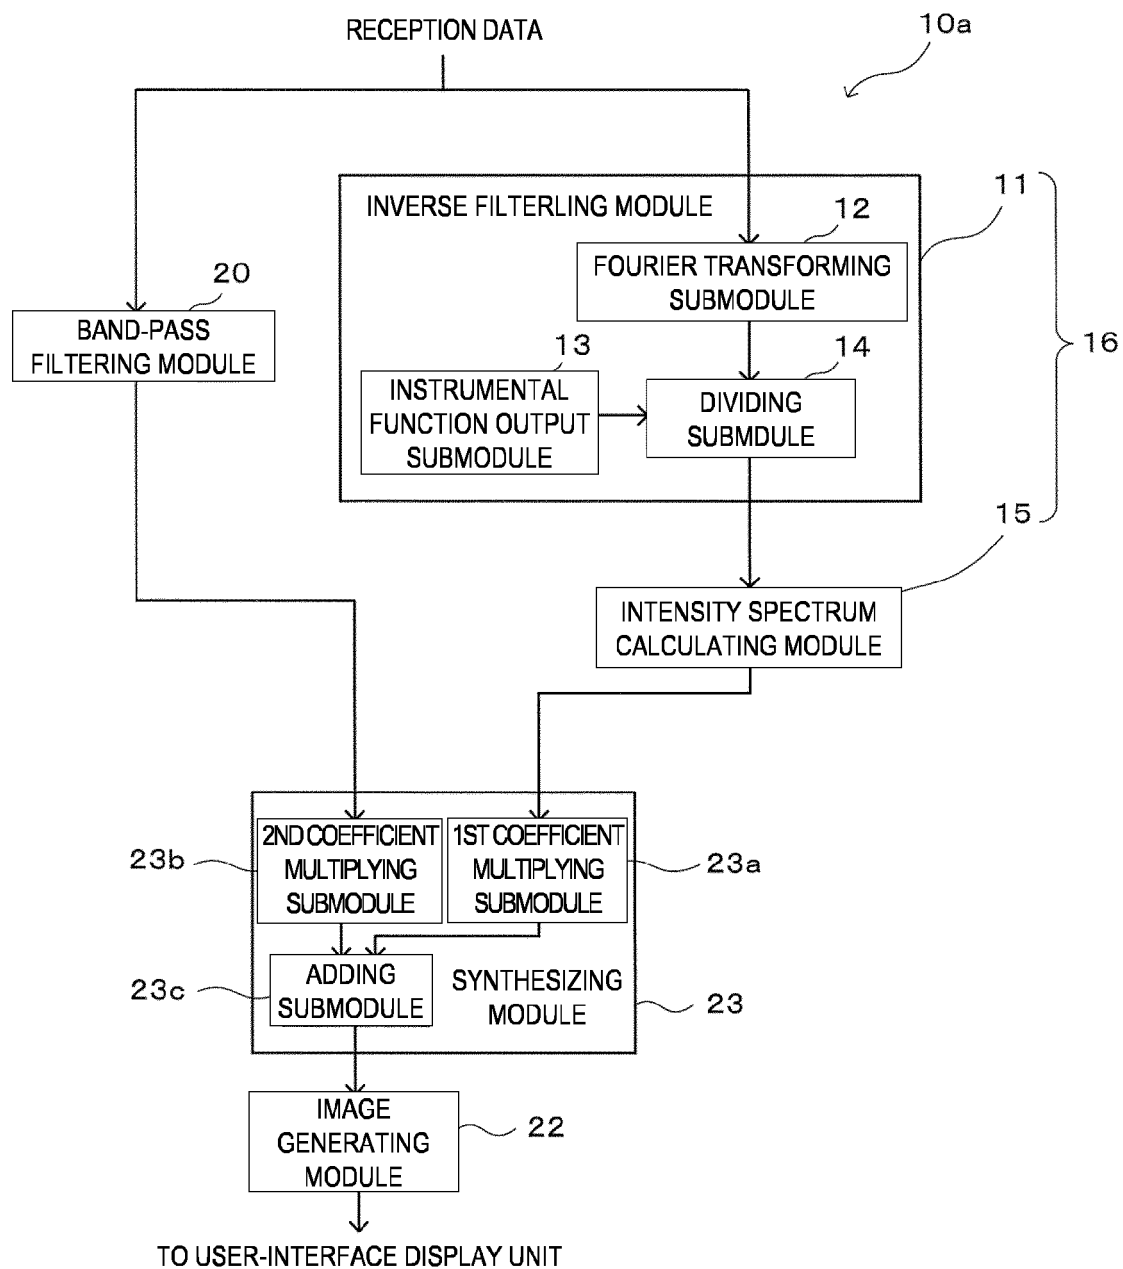 RECEPTION DATA
10a
INVERSE FILTERLING MODULE
11
12
FOURIER TRANSFORMING
SUBMODULE
20
BAND-PASS
FILTERING MODULE
13
INSTRUMENTAL
FUNCTION OUTPUT
SUBMODULE
14
DIVIDING
SUBMDULE
16
15
INTENSITY SPECTRUM
CALCULATING MODULE
23b
2ND COEFFICIENT
MULTIPLYING
SUBMODULE
1ST COEFFICIENT
MULTIPLYING
SUBMODULE
23a
23c
ADDING
SUBMODULE
SYNTHESIZING
MODULE
23
IMAGE
GENERATING
MODULE
22
TO USER-INTERFACE DISPLAY UNIT